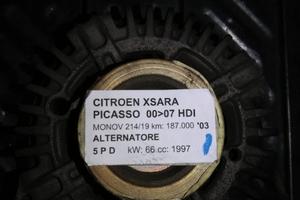 CITROEN XSARA
PICASSO 00>07 HDI
MONOV 214/19 km: 187.000 '03
ALTERNATORE
5 P D kW: 66 cc: 1997